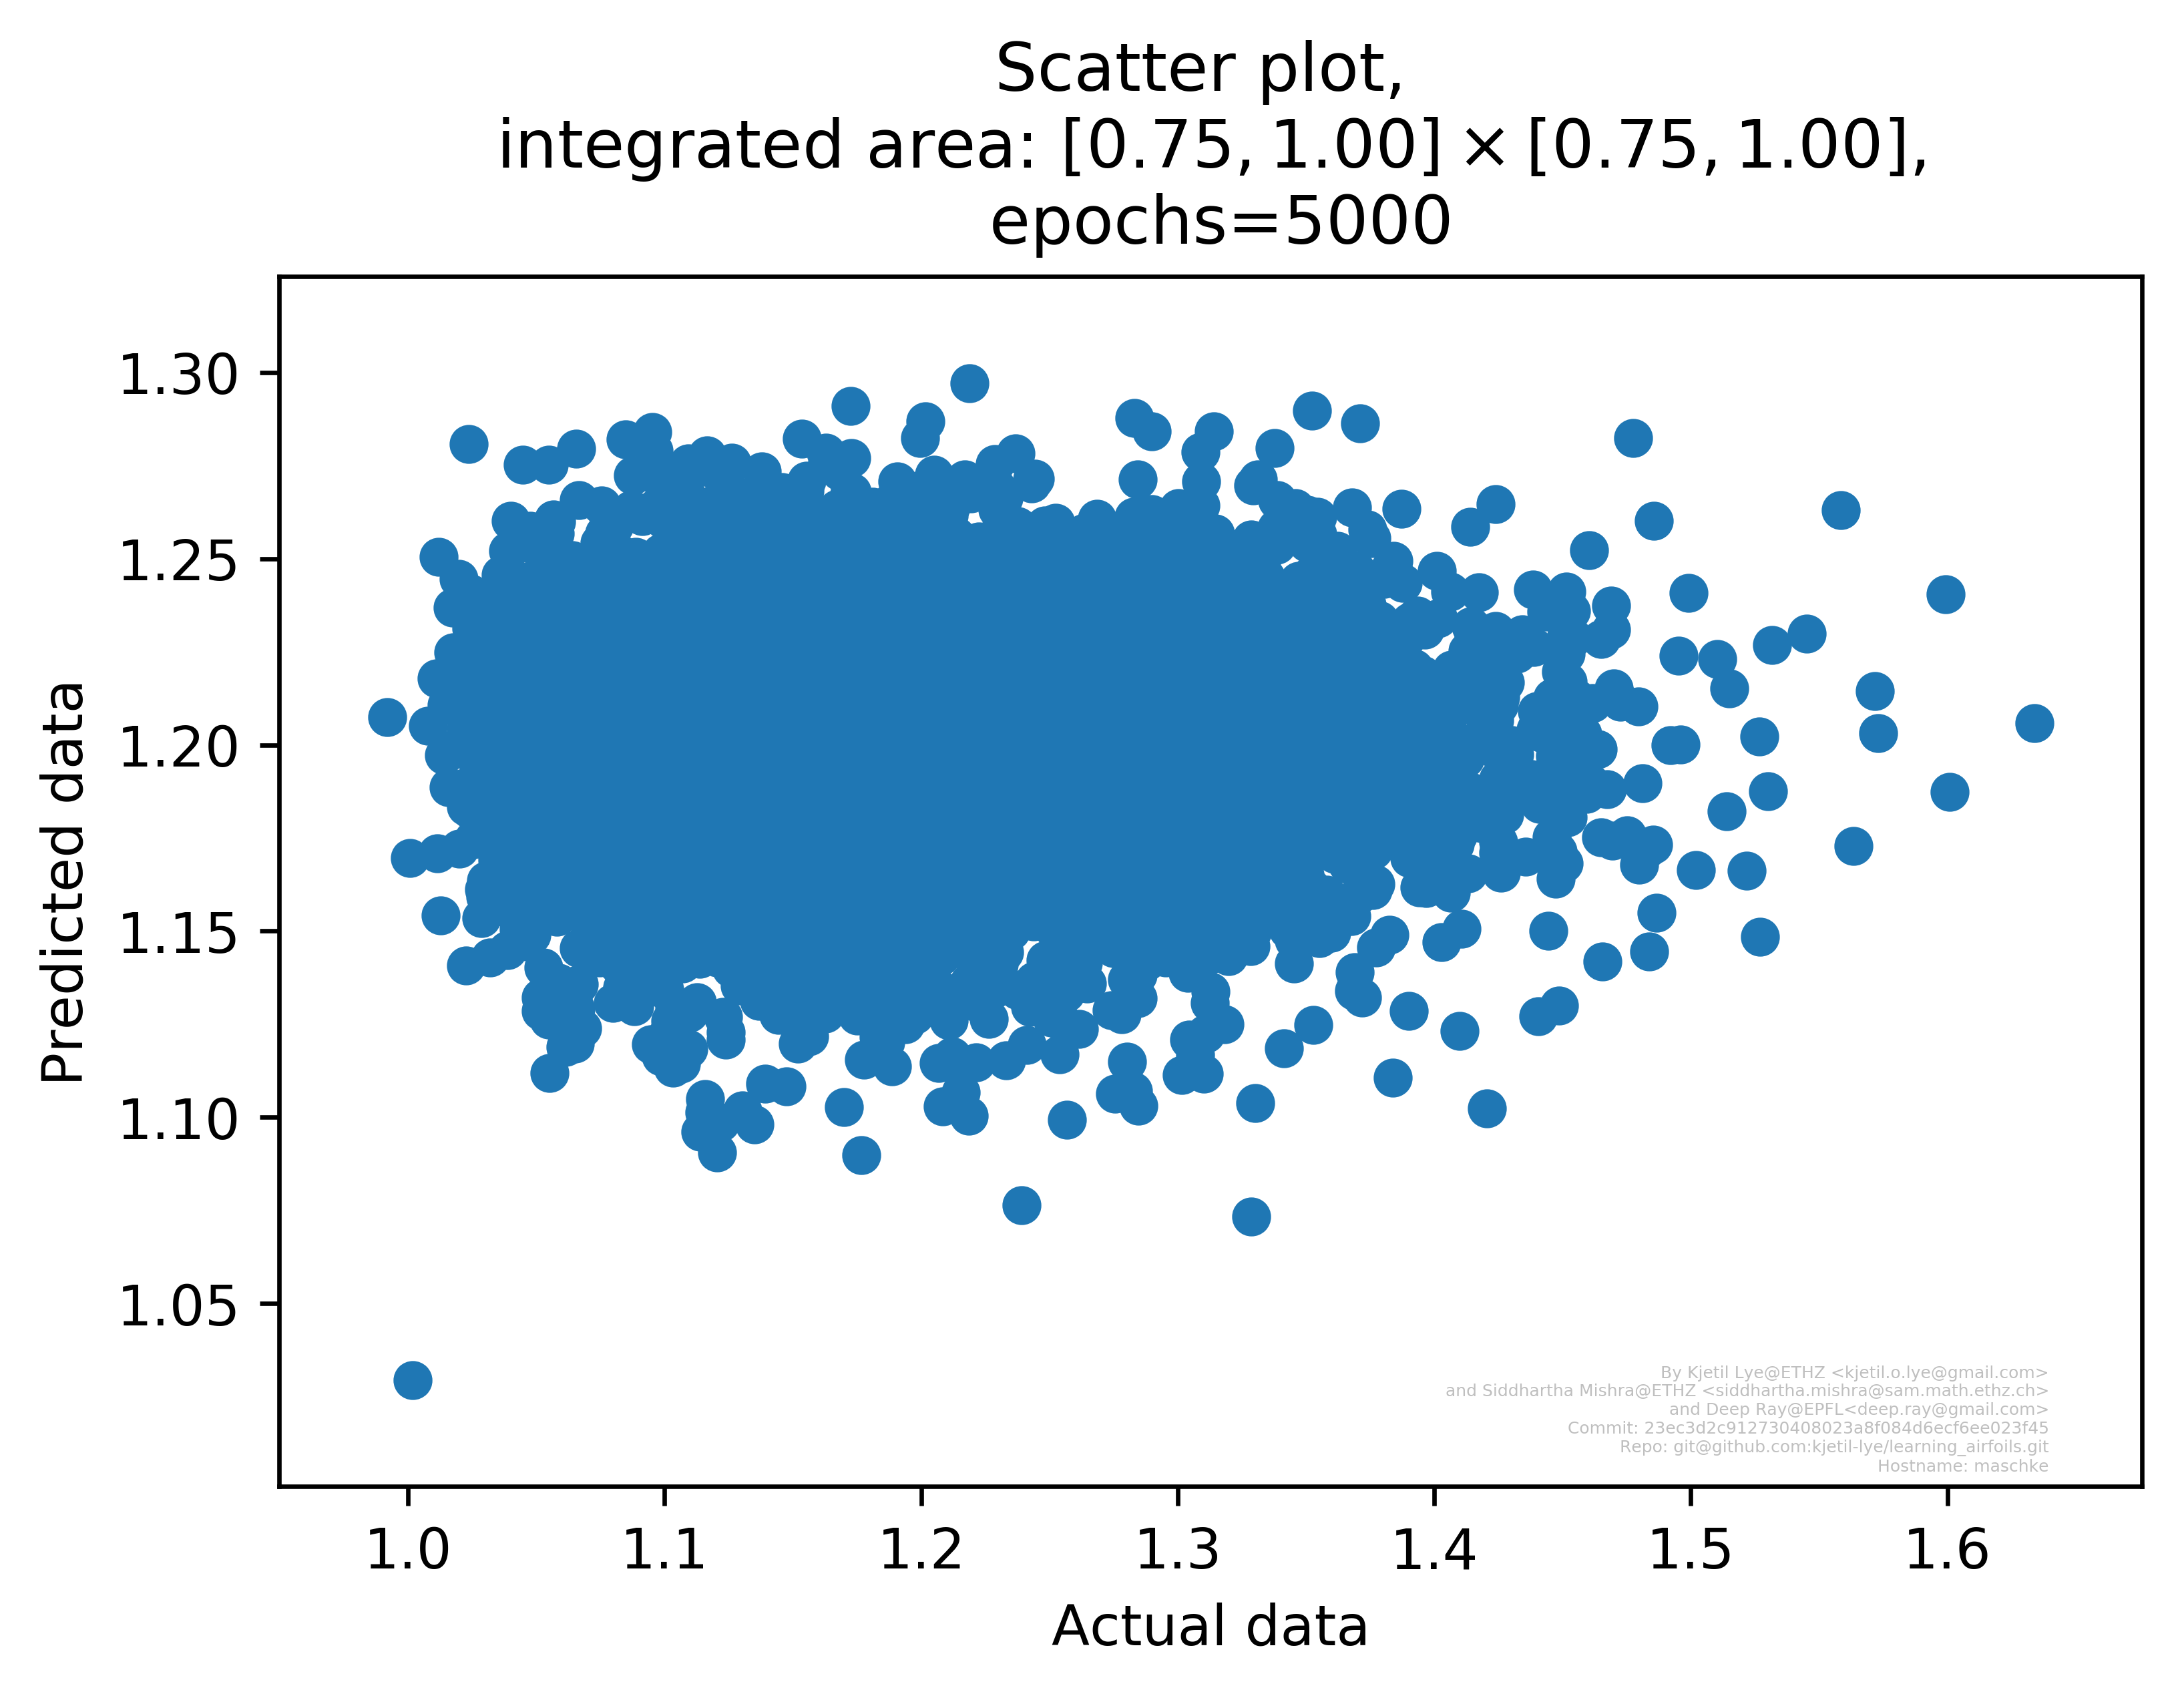 Scatter plot,
integrated area: [0.75, 1.00] × [0.75, 1.00],
epochs=5000
Predicted data
1.30
1.25
1.20
1.15
1.10
1.05
By Kjetil Lye@ETHZ <kjetil.o.lye@gmail.com>
and Siddhartha Mishra@ETHZ <siddhartha.mishra@sam.math.ethz.ch>
and Deep Ray@EPFL<deep.ray@gmail.com>
Commit: 23ec3d2c912730408023a8f084d6ecf6ee023f45
Repo: git@github.com:kjetil-lye/learning_airfoils.git
Hostname: maschke
1.0 1.1 1.2 1.3 1.4 1.5 1.6
Actual data